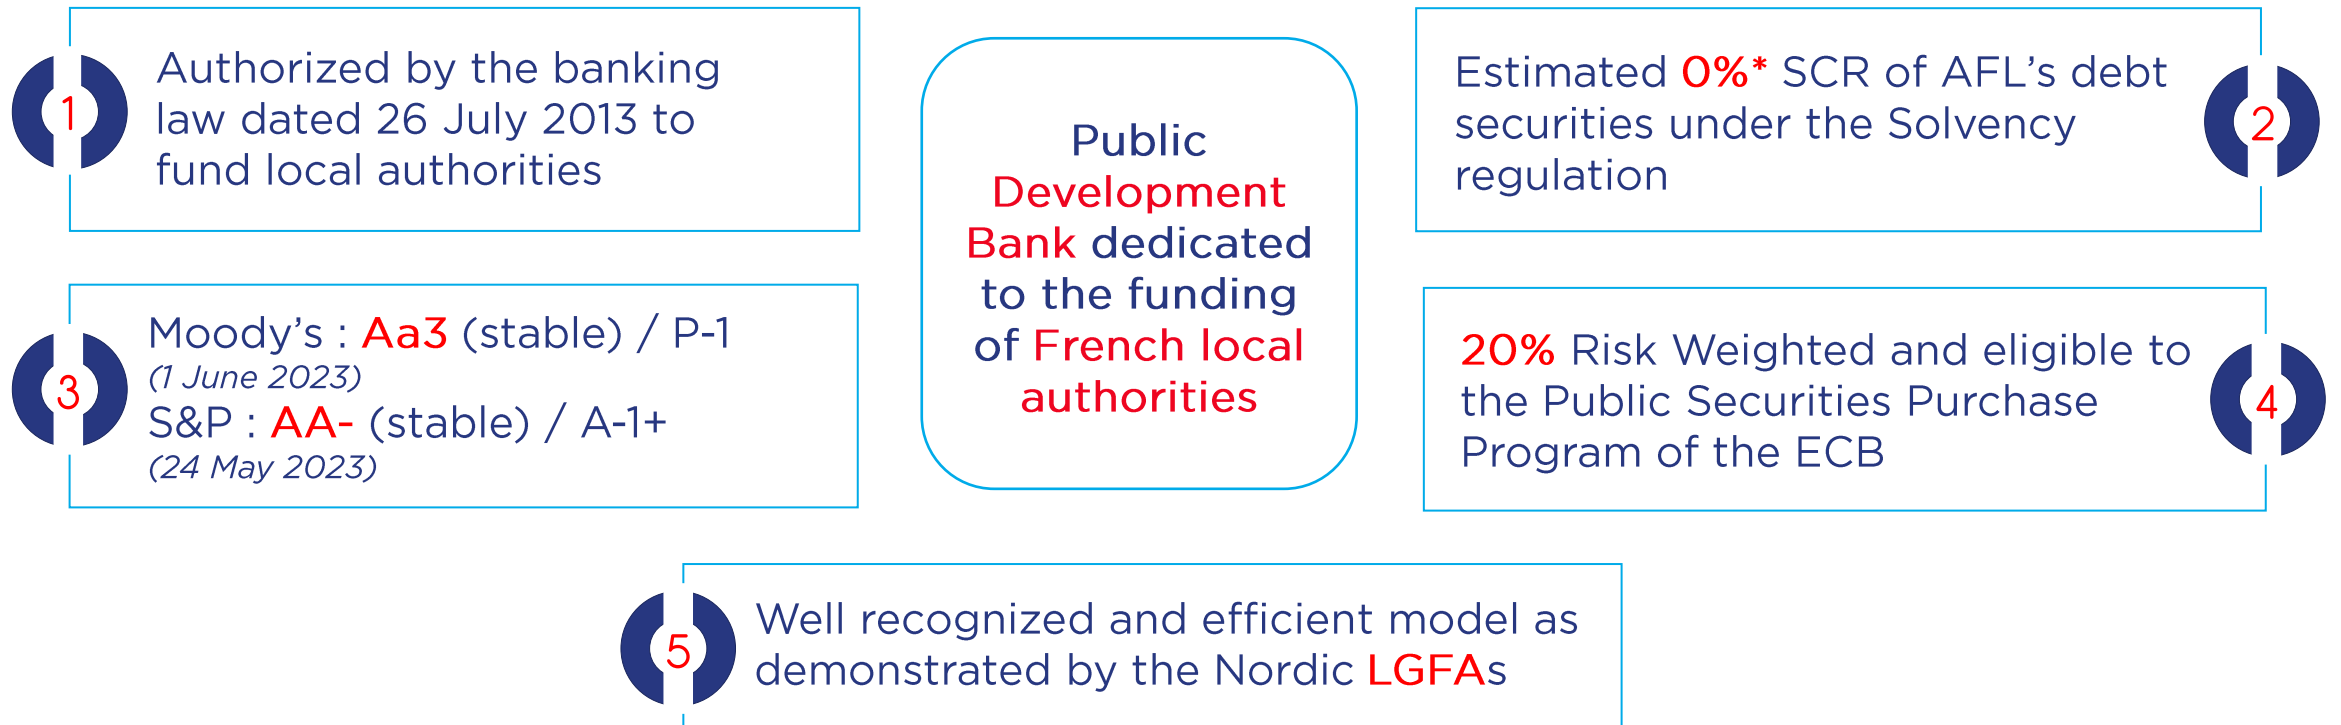 1
Authorized by the banking
law dated 26 July 2013 to
fund local authorities
Public
Development
Bank dedicated
to the funding
of French local
authorities
Estimated 0%* SCR of AFL’s debt
securities under the Solvency
regulation
2
3
Moody’s : Aa3 (stable) / P-1
(1 June 2023)
S&P : AA- (stable) / A-1+
(24 May 2023)
20% Risk Weighted and eligible to
the Public Securities Purchase
Program of the ECB
4
5
Well recognized and efficient model as
demonstrated by the Nordic LGFAs